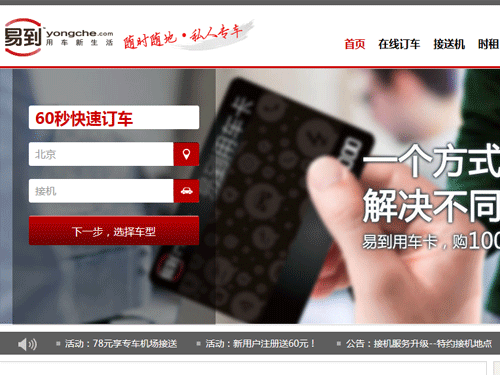 易到 yongche.com
用车新生活
随时随地·私人专车
首页 在线订车 接送机 时租
60秒快速订车
北京
接机
下一步，选择车型
易到用车卡
一个方式
解决不同
易到用车卡，购100
活动：78元享专车机场接送 活动：新用户注册送60元！ 公告：接机服务升级--特约接机地点